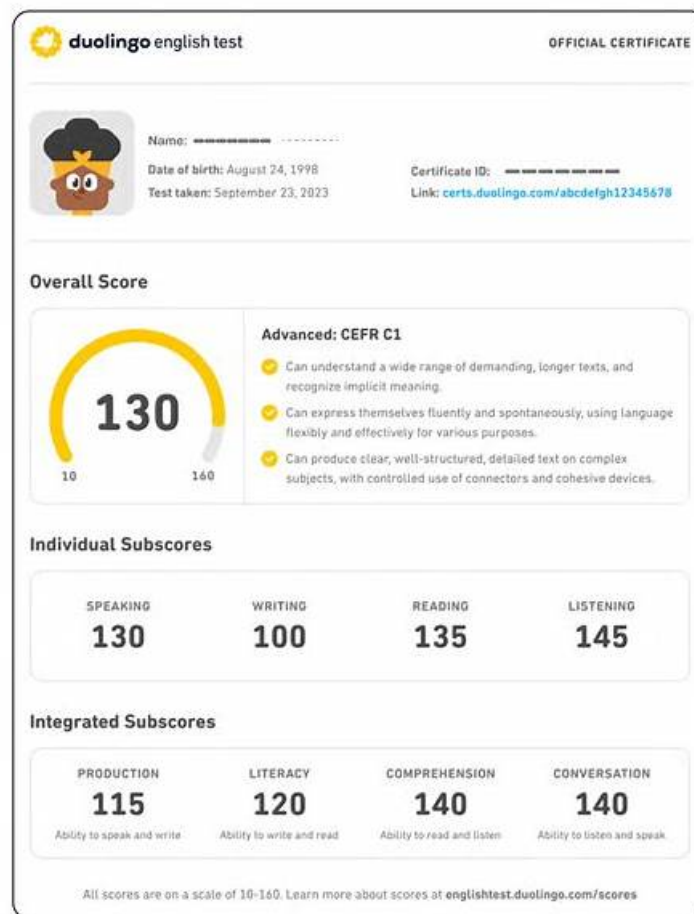 duolingo english test
OFFICIAL CERTIFICATE
Name:
Date of birth: August 24, 1998
Certificate ID:
Test taken: September 23, 2023
Link: certs.duolingo.com/abcdefgh12345678
Overall Score
130
10
160
Advanced: CEFR C1
Can understand a wide range of demanding, longer texts, and
recognize implicit meaning.
Can express themselves fluently and spontaneously, using language
flexibly and effectively for various purposes.
Can produce clear, well-structured, detailed text on complex
subjects, with controlled use of connectors and cohesive devices.
Individual Subscores
SPEAKING
130
WRITING
100
READING
135
LISTENING
145
Integrated Subscores
PRODUCTION
115
Ability to speak and write
LITERACY
120
Ability to write and read
COMPREHENSION
140
Ability to read and listen
CONVERSATION
140
Ability to listen and speak
All scores are on a scale of 10-160. Learn more about scores at englishtest.duolingo.com/scores